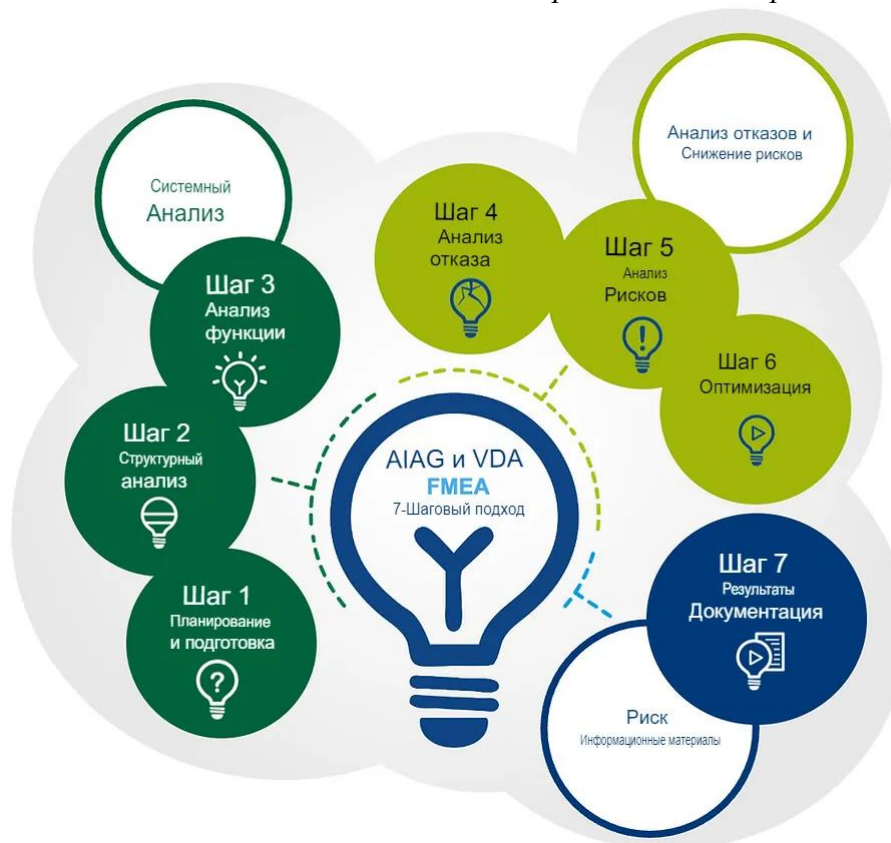 Анализ отказов и
Снижение рисков
Системный
Анализ
Шаг 4
Анализ
отказа
Шаг 5
Анализ
Рисков
Шаг 3
Анализ
функции
Шаг 6
Оптимизация
Шаг 2
Структурный
анализ
AIAG и VDA
FMEA
7-Шаговый подход
Шаг 7
Результаты
Документация
Шаг 1
Планирование
и подготовка
Риск
Информационные материалы